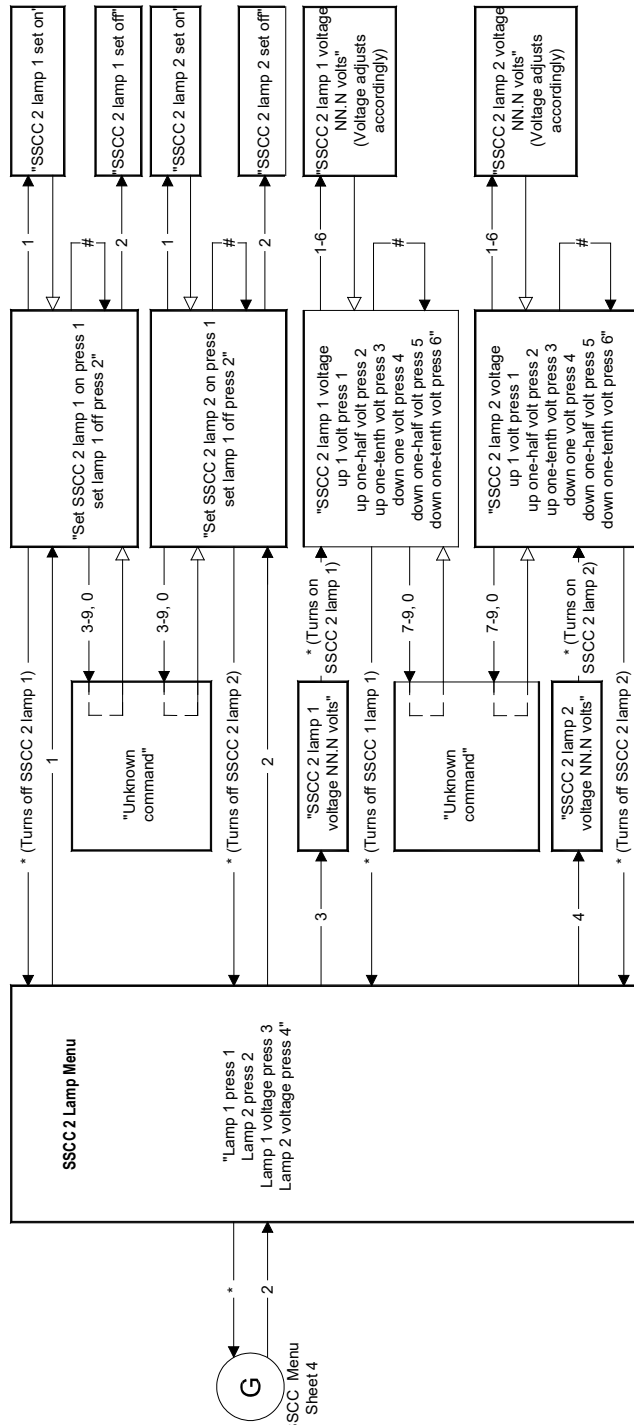 G
SSCC Menu
Sheet 4
*
2
SSCC 2 Lamp Menu
"Lamp 1 press 1
Lamp 2 press 2
Lamp 1 voltage press 3
Lamp 2 voltage press 4"
* (Turns off SSCC 2 lamp 1)
1
3-9, 0
3-9, 0
"Unknown
command"
* (Turns off SSCC 2 lamp 2)
2
3
"SSCC 2 lamp 1
voltage NN.N volts"
* (Turns on
SSCC 2 lamp 1)
* (Turns off SSCC 1 lamp 1)
7-9, 0
7-9, 0
"Unknown
command"
4
"SSCC 2 lamp 2
voltage NN.N volts"
* (Turns on
SSCC 2 lamp 2)
* (Turns off SSCC 2 lamp 2)
"Set SSCC 2 lamp 1 on press 1
set lamp 1 off press 2"
1
#
2
"SSCC 2 lamp 1 set on"
"SSCC 2 lamp 1 set off"
"Set SSCC 2 lamp 2 on press 1
set lamp 1 off press 2"
1
#
2
"SSCC 2 lamp 2 set on"
"SSCC 2 lamp 2 set off"
"SSCC 2 lamp 1 voltage
up 1 volt press 1
up one-half volt press 2
up one-tenth volt press 3
down one volt press 4
down one-half volt press 5
down one-tenth volt press 6"
1-6
#
"SSCC 2 lamp 1 voltage
NN.N volts"
(Voltage adjusts
accordingly)
"SSCC 2 lamp 2 voltage
up 1 volt press 1
up one-half volt press 2
up one-tenth volt press 3
down one volt press 4
down one-half volt press 5
down one-tenth volt press 6"
1-6
#
"SSCC 2 lamp 2 voltage
NN.N volts"
(Voltage adjusts
accordingly)